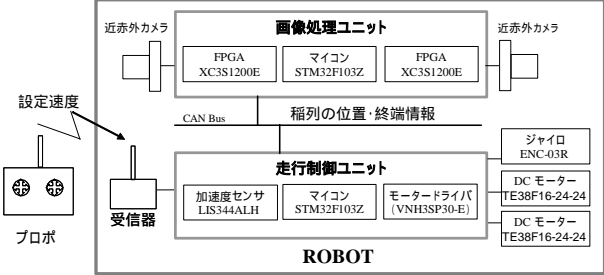 近赤外カメラ
画像処理ユニット
近赤外カメラ
FPGA
XC3S1200E
マイコン
STM32F103Z
FPGA
XC3S1200E
設定速度
CAN Bus
稲列の位置・終端情報
ジャイロ
ENC-03R
走行制御ユニット
加速度センサ
LIS344ALH
マイコン
STM32F103Z
モータードライバ
(VNH3SP30-E)
DC モーター
TE38F16-24-24
DC モーター
TE38F16-24-24
受信器
プロポ
ROBOT